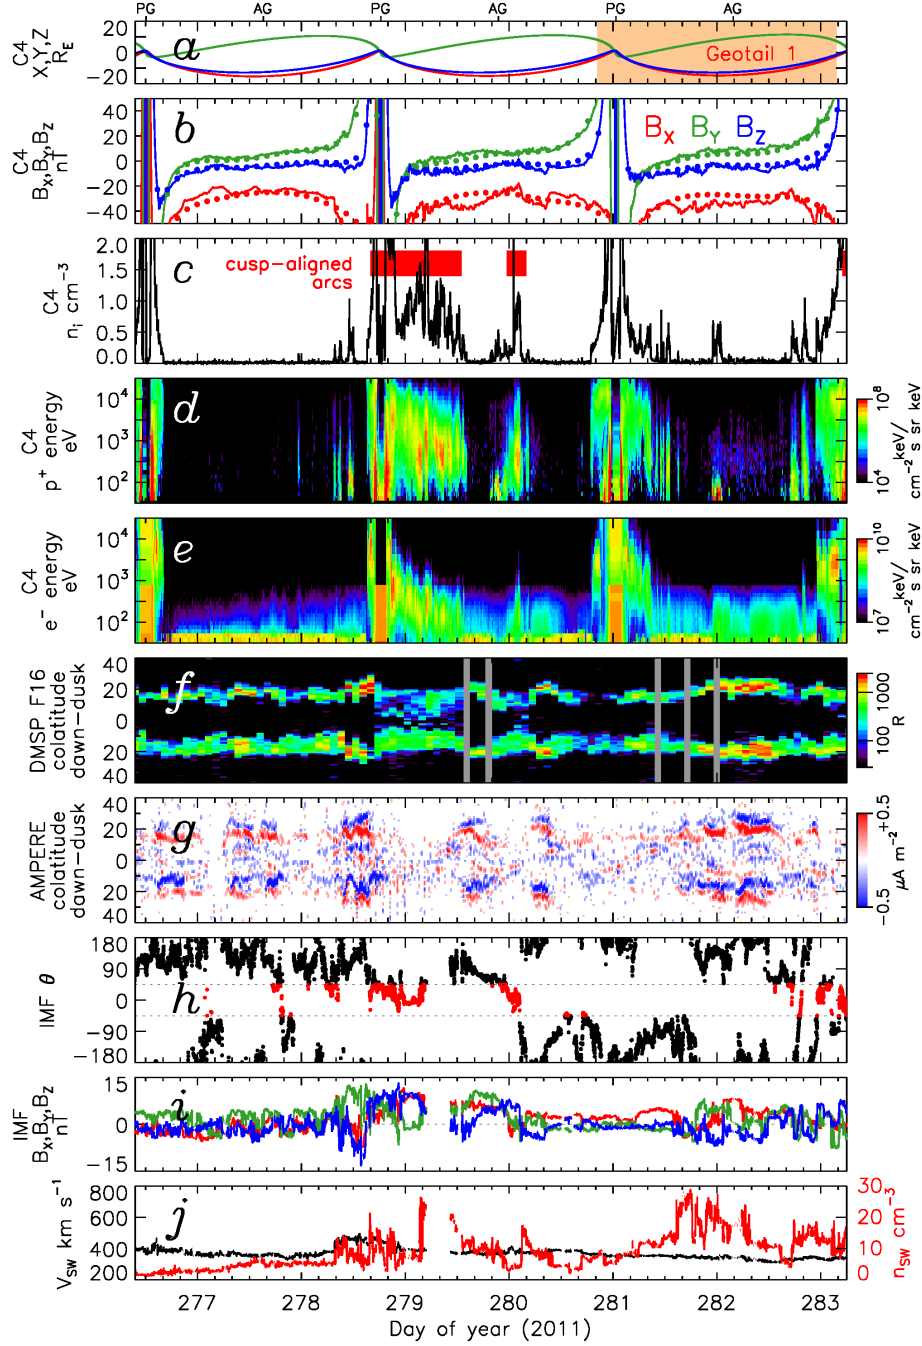 PG AG PG AG PG AG
C4
X,Y,Z
R_E
20
0
−20
a
Geotail 1
C4
B_X,B_Y,B_Z
nT
40
20
0
−20
−40
b
B_X B_Y B_Z
C4
n_i cm^−3
2.0
1.5
1.0
0.5
0.0
c
cusp−aligned
arcs
C4
p^+ energy
eV
10^4
10^3
10^2
d
10^8
10^4
keV/
cm^−2 s sr keV
C4
e^− energy
eV
10^4
10^3
10^2
e
10^10
10^7
keV/
cm^−2 s sr keV
DMSP F16
colatitude
dawn−dusk
40
20
0
20
40
f
1000
100
R
AMPERE
colatitude
dawn−dusk
40
20
0
20
40
g
+0.5
−0.5
μA m^−2
IMF θ
180
90
0
−90
−180
h
IMF
B_X,B_Y,B_Z
nT
15
0
−15
i
V_SW km s^−1
800
600
400
200
j
30
20
10
0
n_SW cm^−3
277 278 279 280 281 282 283
Day of year (2011)